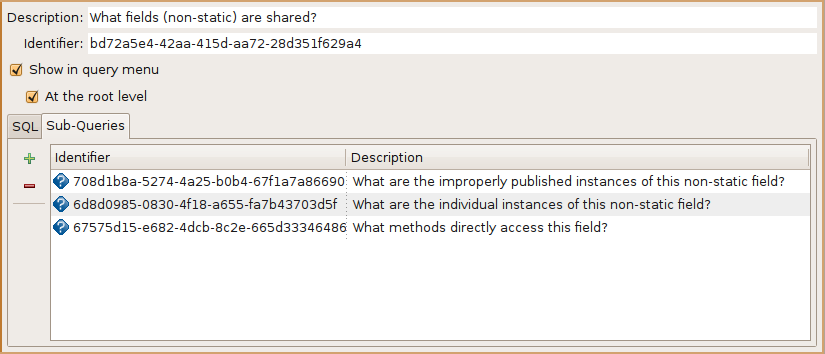 Description: What fields (non-static) are shared?
Identifier: bd72a5e4-42aa-415d-aa72-28d351f629a4
Show in query menu
At the root level
SQL Sub-Queries
Identifier Description
708d1b8a-5274-4a25-b0b4-67f1a7a86690 What are the improperly published instances of this non-static field?
6d8d0985-0830-4f18-a655-fa7b43703d5f What are the individual instances of this non-static field?
67575d15-e682-4dcb-8c2e-665d33346486 What methods directly access this field?